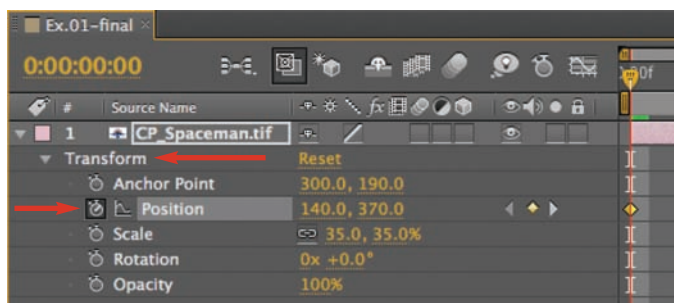 Ex.01-final
0:00:00:00
# Source Name
1 CP_Spaceman.tif
Transform Reset
Anchor Point 300.0, 190.0
Position 140.0, 370.0
Scale 35.0, 35.0%
Rotation 0x +0.0°
Opacity 100%